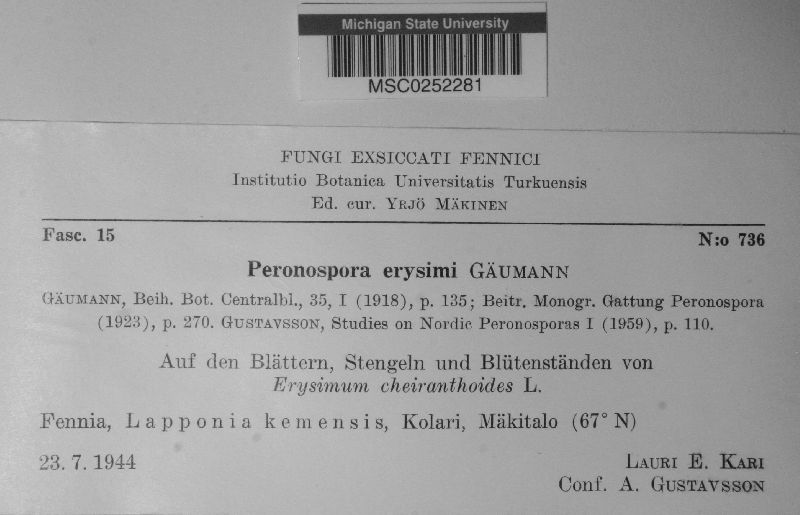 Michigan State University
MSC0252281
FUNGI EXSICCATI FENNICI
Institutio Botanica Universitatis Turkuensis
Ed. cur. YRJÖ MÄKINEN
Fasc. 15 N:o 736
Peronospora erysimi GÄUMANN
GÄUMANN, Beih. Bot. Centralbl., 35, I (1918), p. 135; Beitr. Monogr. Gattung Peronospora
(1923), p. 270. GUSTAVSSON, Studies on Nordic Peronosporas I (1959), p. 110.
Auf den Blättern, Stengeln und Blütenständen von
Erysimum cheiranthoides L.
Fennia, Lapponia kemensis, Kolari, Mäkitalo (67° N)
23. 7. 1944 LAURI E. KARI
Conf. A. GUSTAVSSON